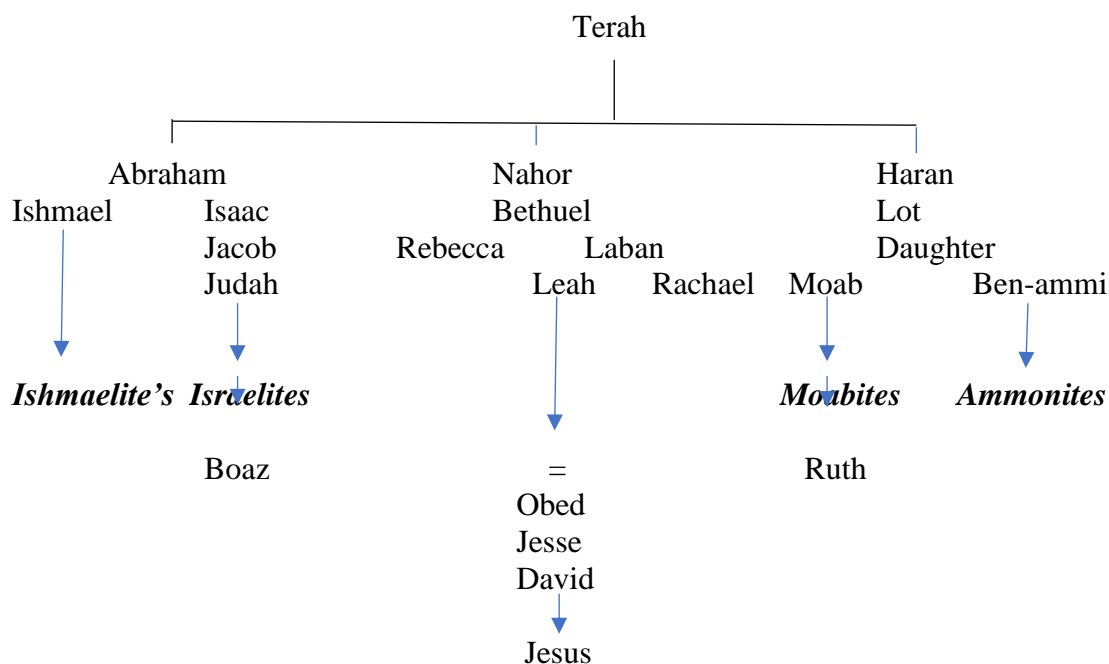 Terah
Abraham Nahor Haran
Ishmael Isaac Bethuel Lot
Jacob Rebecca Laban Daughter
Judah Leah Rachael Moab Ben-ammi
Ishmaelite’s Israelites Moabites Ammonites
Boaz = Ruth
Obed
Jesse
David
Jesus